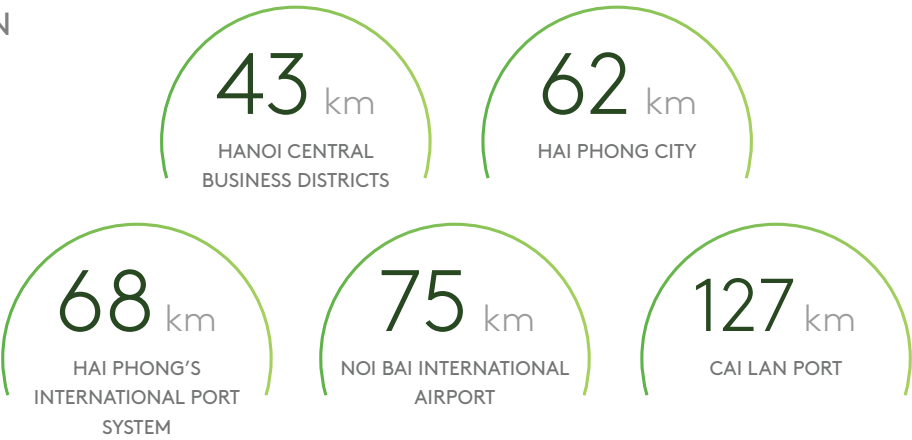 N
43 km
HANOI CENTRAL
BUSINESS DISTRICTS
62 km
HAI PHONG CITY
68 km
HAI PHONG’S
INTERNATIONAL PORT
SYSTEM
75 km
NOI BAI INTERNATIONAL
AIRPORT
127 km
CAI LAN PORT